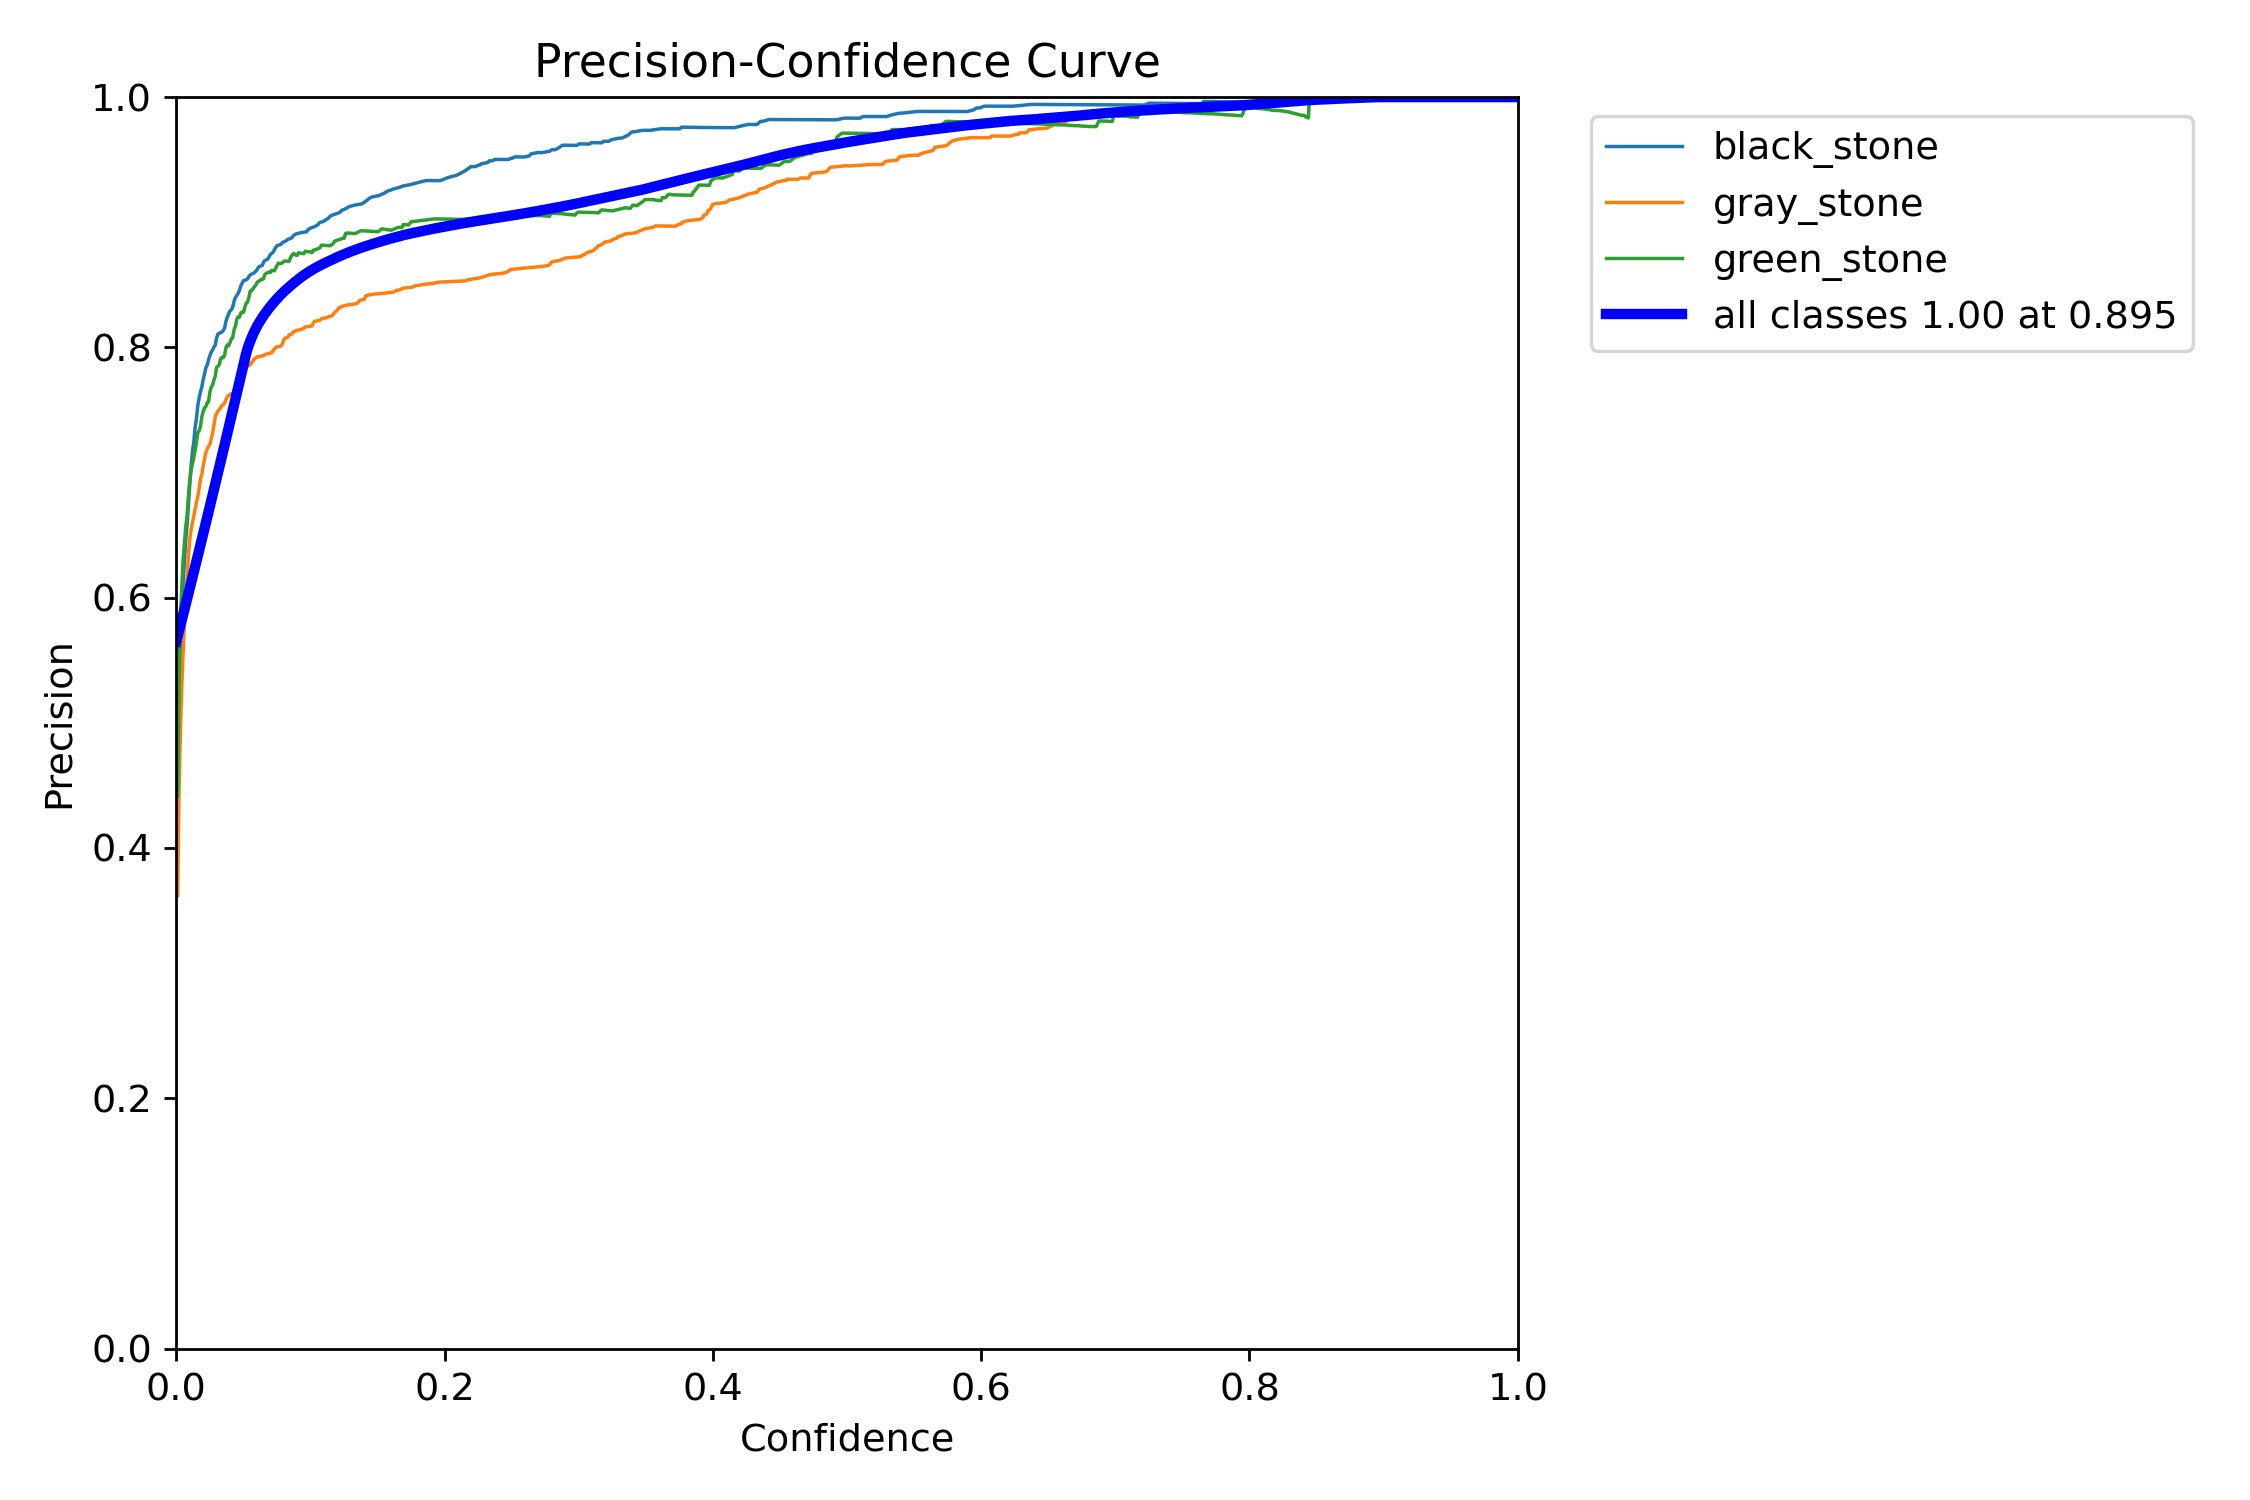 Precision-Confidence Curve
1.0
0.8
0.6
0.4
0.2
0.0
Precision
0.0 0.2 0.4 0.6 0.8 1.0
Confidence
black_stone
gray_stone
green_stone
all classes 1.00 at 0.895